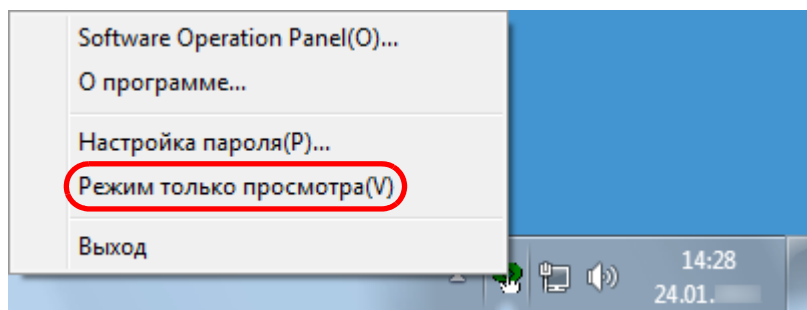 Software Operation Panel(O)...
О программе...
Настройка пароля(P)...
Режим только просмотра(V)
Выход
14:28
24.01.